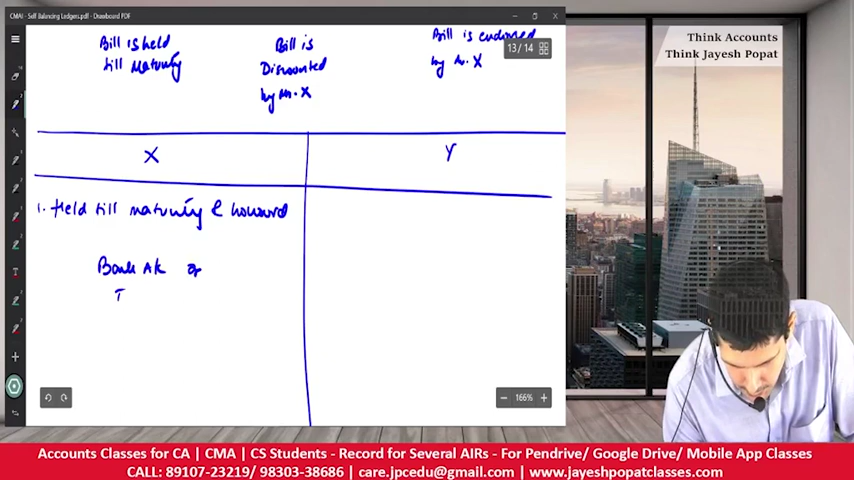 CMAI - Self Balancing Ledgers.pdf - Drawboard PDF
Bill is held
till Maturity
Bill is
Discounted
by Mr. X
Bill is endorsed
by Mr. X
13 / 14
Think Accounts
Think Jayesh Popat
X
Y
1. Held till maturity & honoured
Bank A/c Dr
T
166%
Accounts Classes for CA | CMA | CS Students - Record for Several AIRs - For Pendrive/ Google Drive/ Mobile App Classes
CALL: 89107-23219/ 98303-38686 | care.jpcedu@gmail.com | www.jayeshpopatclasses.com